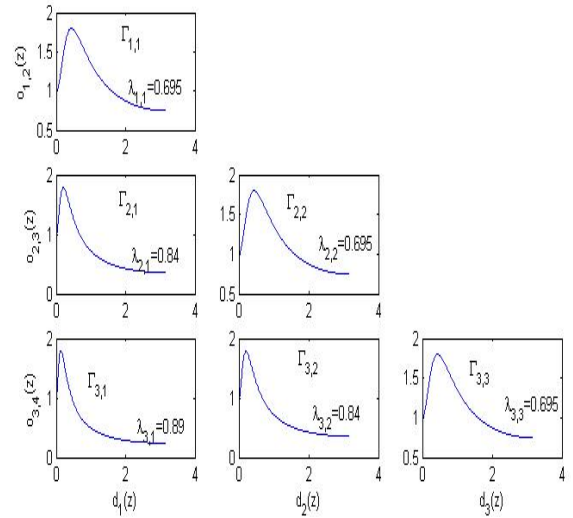 2
Γ1,1
1.5
o1,2(z)
1
λ1,1=0.695
0.5
0 2 4
2 2
Γ2,1 Γ2,2
1.5
o2,3(z)
1 1
λ2,1=0.84 λ2,2=0.695
0 0.5
0 2 4 0 2 4
2 2 2
Γ3,1 Γ3,2 Γ3,3
1.5
o3,4(z)
1 1 1
λ3,1=0.89 λ3,2=0.84 λ3,3=0.695
0 0 0.5
0 2 4 0 2 4 0 2 4
d1(z) d2(z) d3(z)